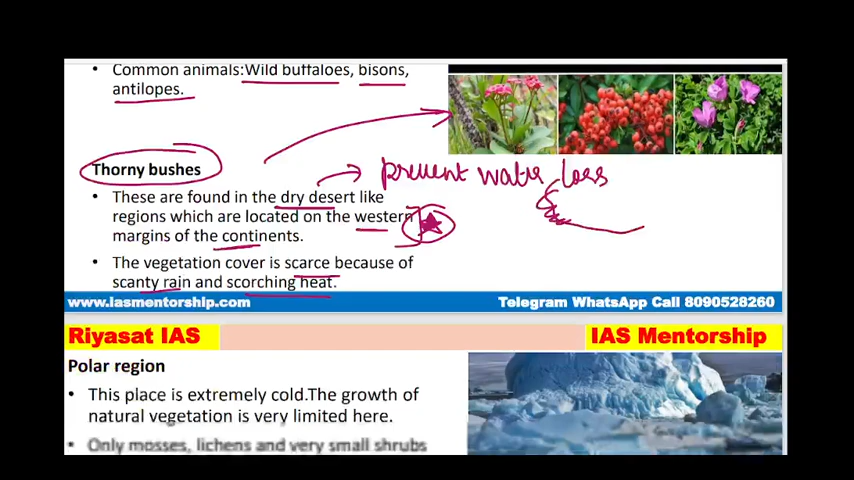 • Common animals:Wild buffaloes, bisons,
antilopes.
Thorny bushes
prevent water loss
• These are found in the dry desert like
regions which are located on the western
margins of the continents.
• The vegetation cover is scarce because of
scanty rain and scorching heat.
www.iasmentorship.com
Telegram WhatsApp Call 8090528260
Riyasat IAS
IAS Mentorship
Polar region
• This place is extremely cold.The growth of
natural vegetation is very limited here.
• Only mosses, lichens and very small shrubs